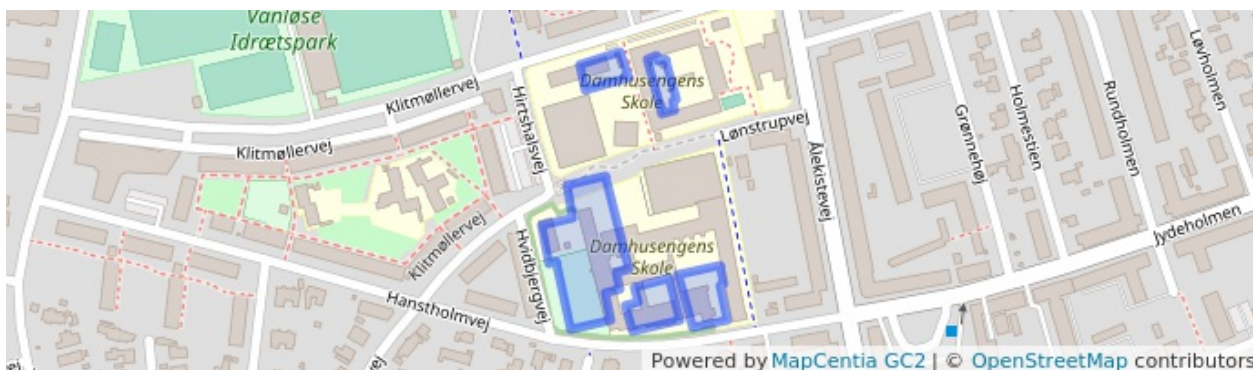 Vanløse
Idrætspark
Klitmøllervej
Klitmøllervej
Hirtshalsvej
Damhusengens
Skole
Lønstrupvej
Ålekistevej
Grønnehøj
Holmestien
Rundholmen
Løvholmen
Klitmøllervej
Hvidbjergvej
Damhusengens
Skole
Hanstholmvej
Jydeholmen
Powered by MapCentia GC2 | © OpenStreetMap contributors